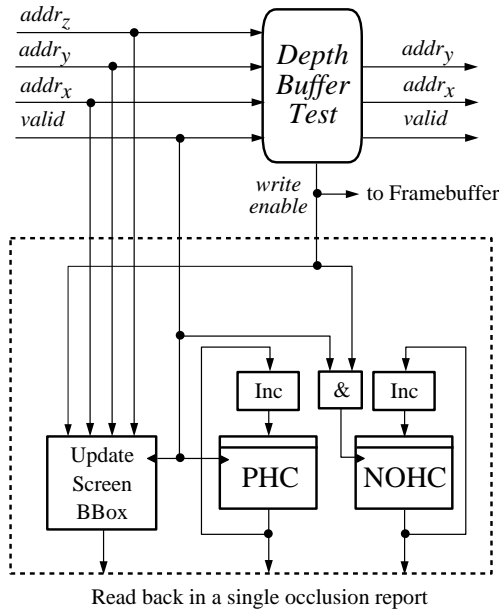 addr_z
addr_y
addr_x
valid
Depth
Buffer
Test
addr_y
addr_x
valid
write
enable
to Framebuffer
Inc
&
Inc
Update
Screen
BBox
PHC
NOHC
Read back in a single occlusion report